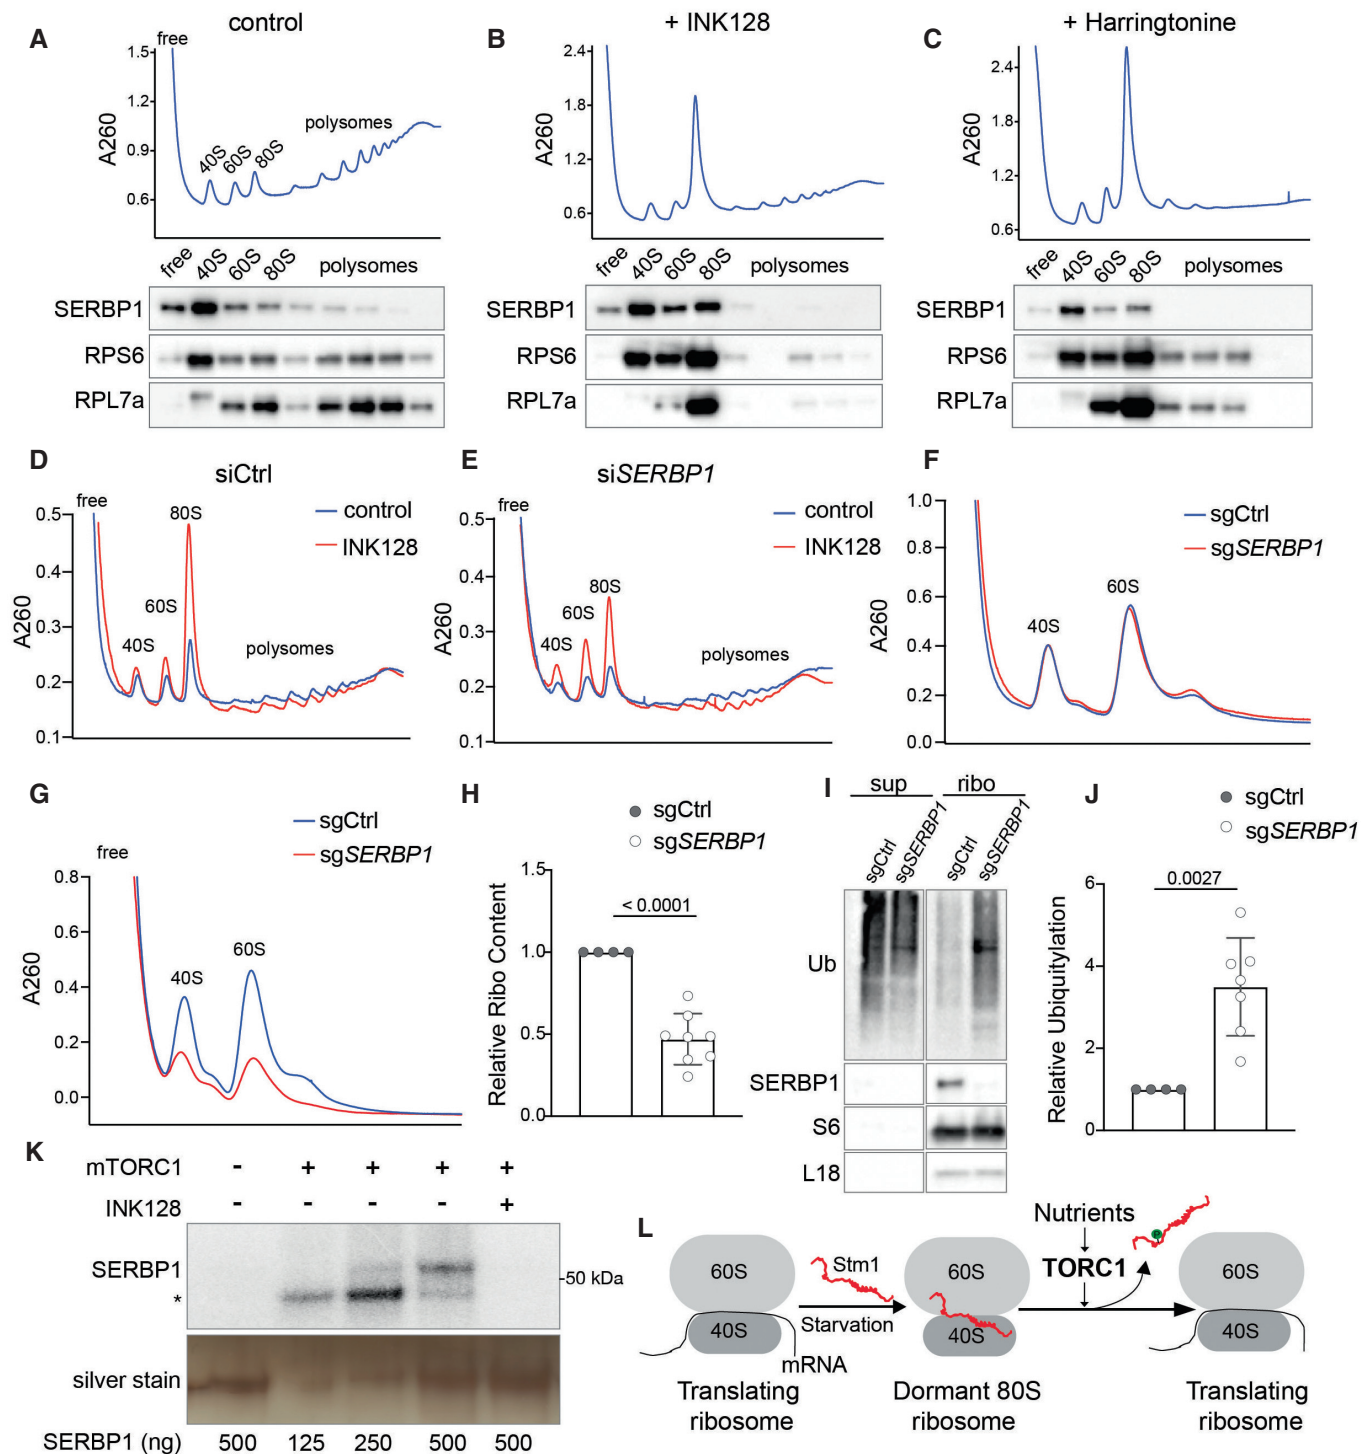 A
control
free
1.5
1.2
0.9
0.6
A260
40S
60S
80S
polysomes
free
40S
60S
80S
polysomes
SERBP1
RPS6
RPL7a
B
+ INK128
2.4
1.8
1.2
0.6
A260
free
40S
60S
80S
polysomes
SERBP1
RPS6
RPL7a
C
+ Harringtonine
2.4
1.8
1.2
0.6
A260
free
40S
60S
80S
polysomes
SERBP1
RPS6
RPL7a
D
siCtrl
free
0.5
0.4
0.3
0.2
0.1
A260
40S
60S
80S
polysomes
control
INK128
E
siSERBP1
free
0.5
0.4
0.3
0.2
0.1
A260
40S
60S
80S
polysomes
control
INK128
F
1.0
0.8
0.6
0.4
0.2
0.0
A260
40S
60S
sgCtrl
sgSERBP1
G
free
0.8
0.6
0.4
0.2
0.0
A260
40S
60S
sgCtrl
sgSERBP1
H
sgCtrl
sgSERBP1
1.5
1.0
0.5
0.0
Relative Ribo Content
< 0.0001
I
sup
ribo
sgCtrl
sgSERBP1
sgCtrl
sgSERBP1
Ub
SERBP1
S6
L18
J
sgCtrl
sgSERBP1
6
4
2
0
Relative Ubiquitylation
0.0027
K
mTORC1 - + + + +
INK128 - - - - +
SERBP1
*
-50 kDa
silver stain
SERBP1 (ng) 500 125 250 500 500
L
60S
40S
mRNA
Translating
ribosome
Stm1
Starvation
60S
40S
Dormant 80S
ribosome
Nutrients
TORC1
P
60S
40S
Translating
ribosome